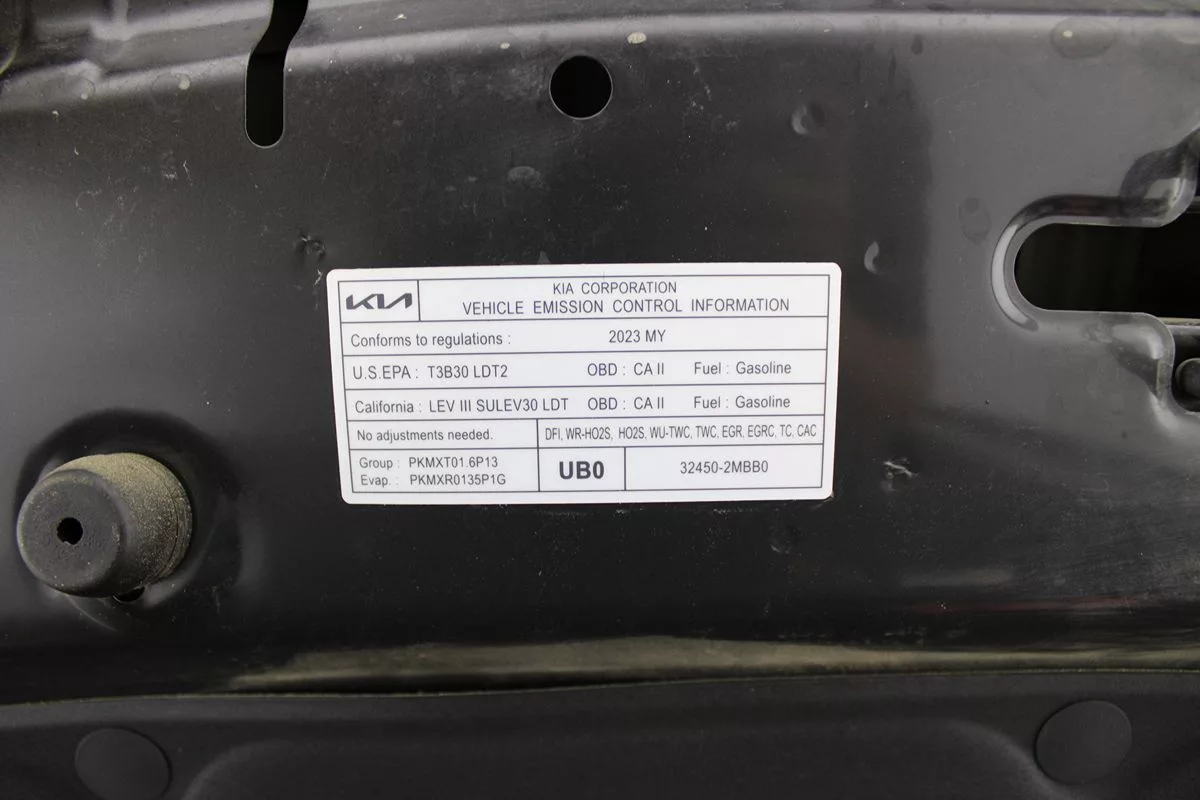 KIA
KIA CORPORATION
VEHICLE EMISSION CONTROL INFORMATION
Conforms to regulations : 2023 MY
U.S.EPA : T3B30 LDT2 OBD : CA II Fuel : Gasoline
California : LEV III SULEV30 LDT OBD : CA II Fuel : Gasoline
No adjustments needed. DFI, WR-HO2S, HO2S, WU-TWC, TWC, EGR, EGRC, TC, CAC
Group : PKMXT01.6P13
Evap. : PKMXR0135P1G
UB0
32450-2MBB0